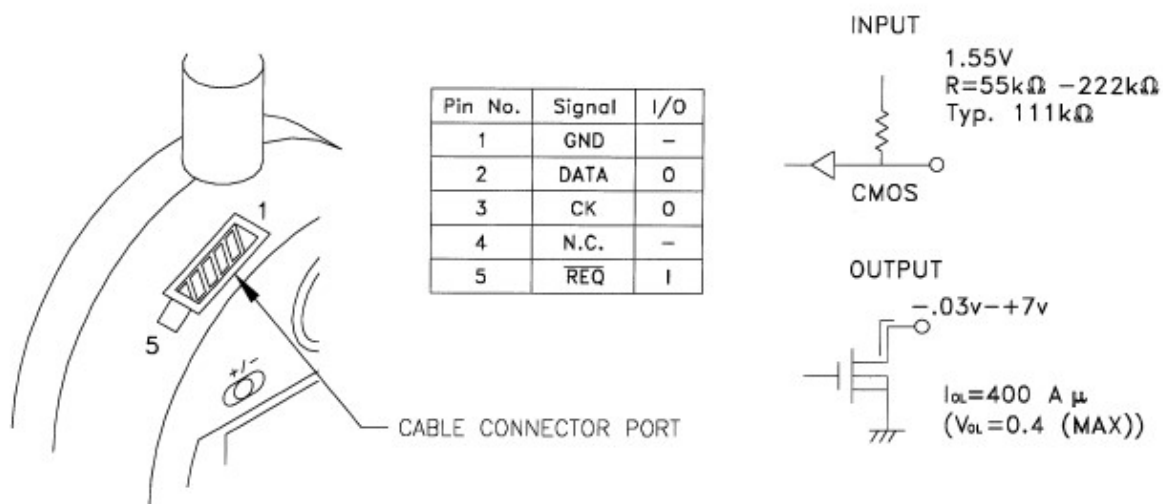 1
5
+/-
CABLE CONNECTOR PORT
Pin No. Signal I/O
1 GND -
2 DATA O
3 CK O
4 N.C. -
5 REQ I
INPUT
1.55V
R=55kΩ -222kΩ
Typ. 111kΩ
CMOS
OUTPUT
-.03v-+7v
IOL=400 A μ
(VOL=0.4 (MAX))